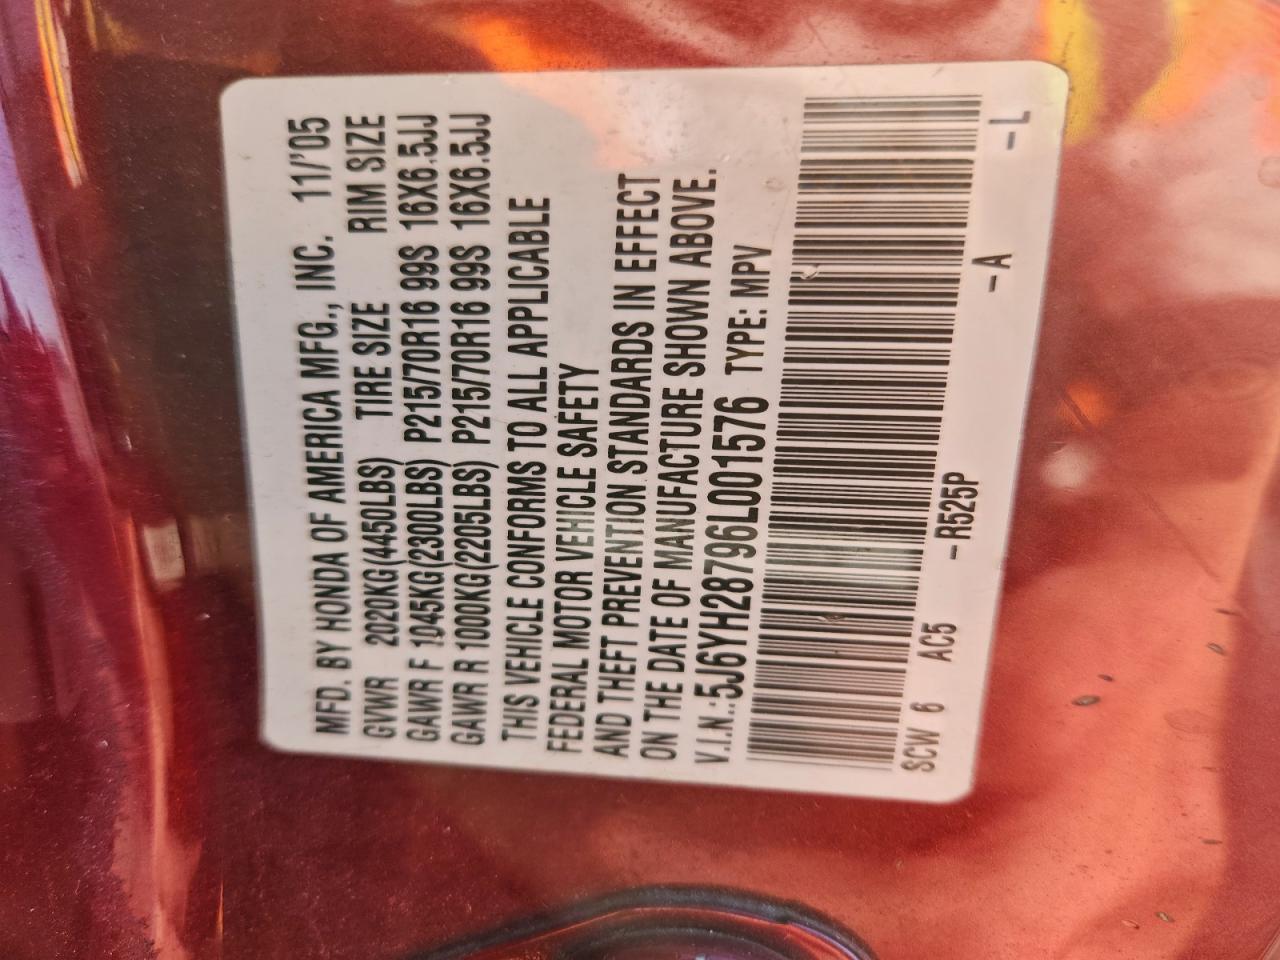 MFD. BY HONDA OF AMERICA MFG., INC. 11/'05
GVWR 2020KG(4450LBS) TIRE SIZE RIM SIZE
GAWR F 1045KG(2300LBS) P215/70R16 99S 16X6.5JJ
GAWR R 1000KG(2205LBS) P215/70R16 99S 16X6.5JJ
THIS VEHICLE CONFORMS TO ALL APPLICABLE
FEDERAL MOTOR VEHICLE SAFETY
AND THEFT PREVENTION STANDARDS IN EFFECT
ON THE DATE OF MANUFACTURE SHOWN ABOVE.
V.I.N.:5J6YH28796L001576 TYPE: MPV
SCW 6 AC5 -R525P -A -L